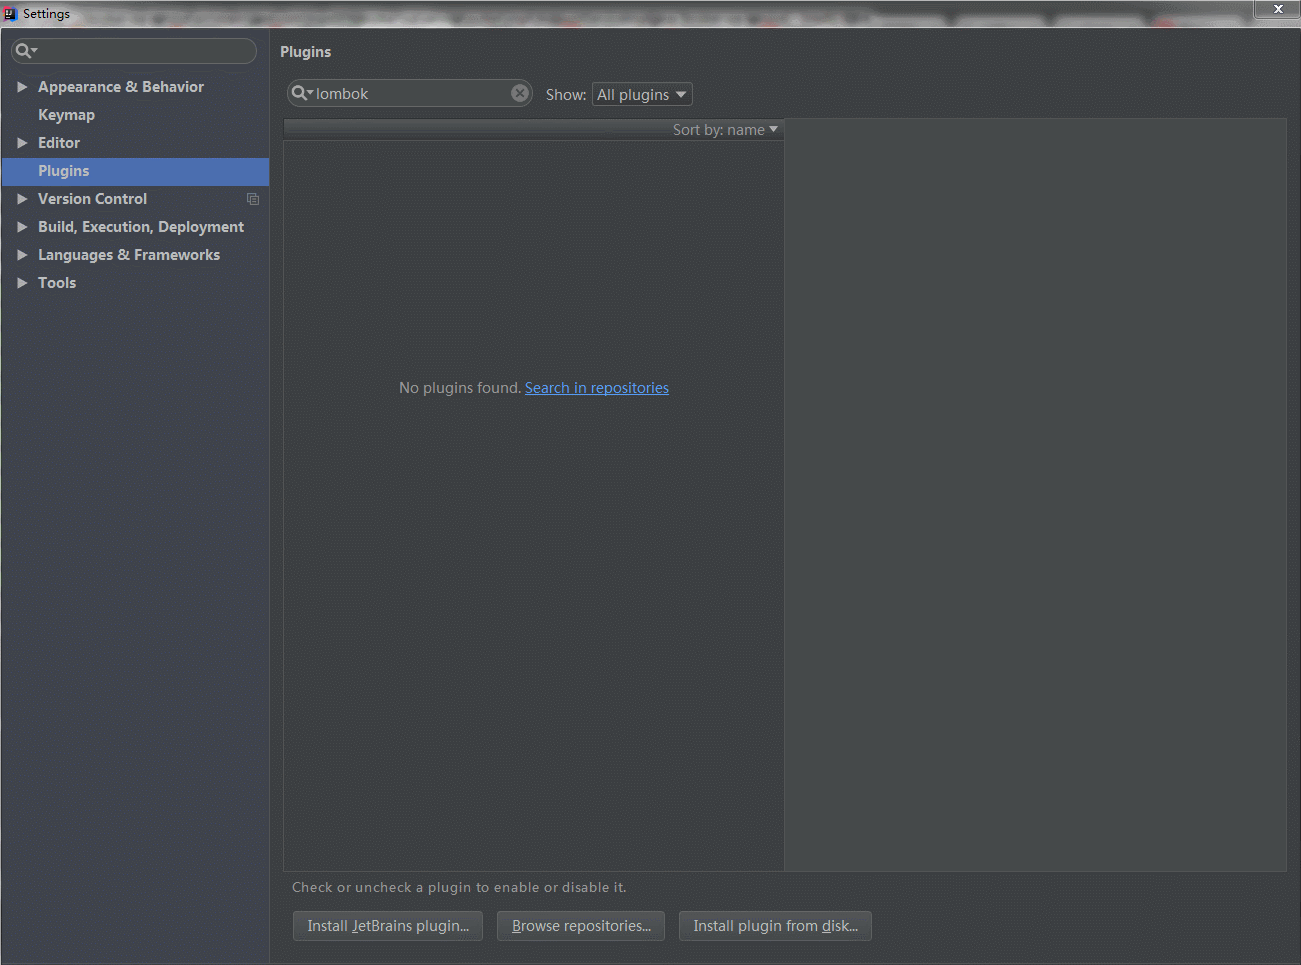 Settings
Appearance & Behavior
Keymap
Editor
Plugins
Version Control
Build, Execution, Deployment
Languages & Frameworks
Tools
Plugins
lombok
Show: All plugins
Sort by: name
No plugins found. Search in repositories
Check or uncheck a plugin to enable or disable it.
Install JetBrains plugin...
Browse repositories...
Install plugin from disk...